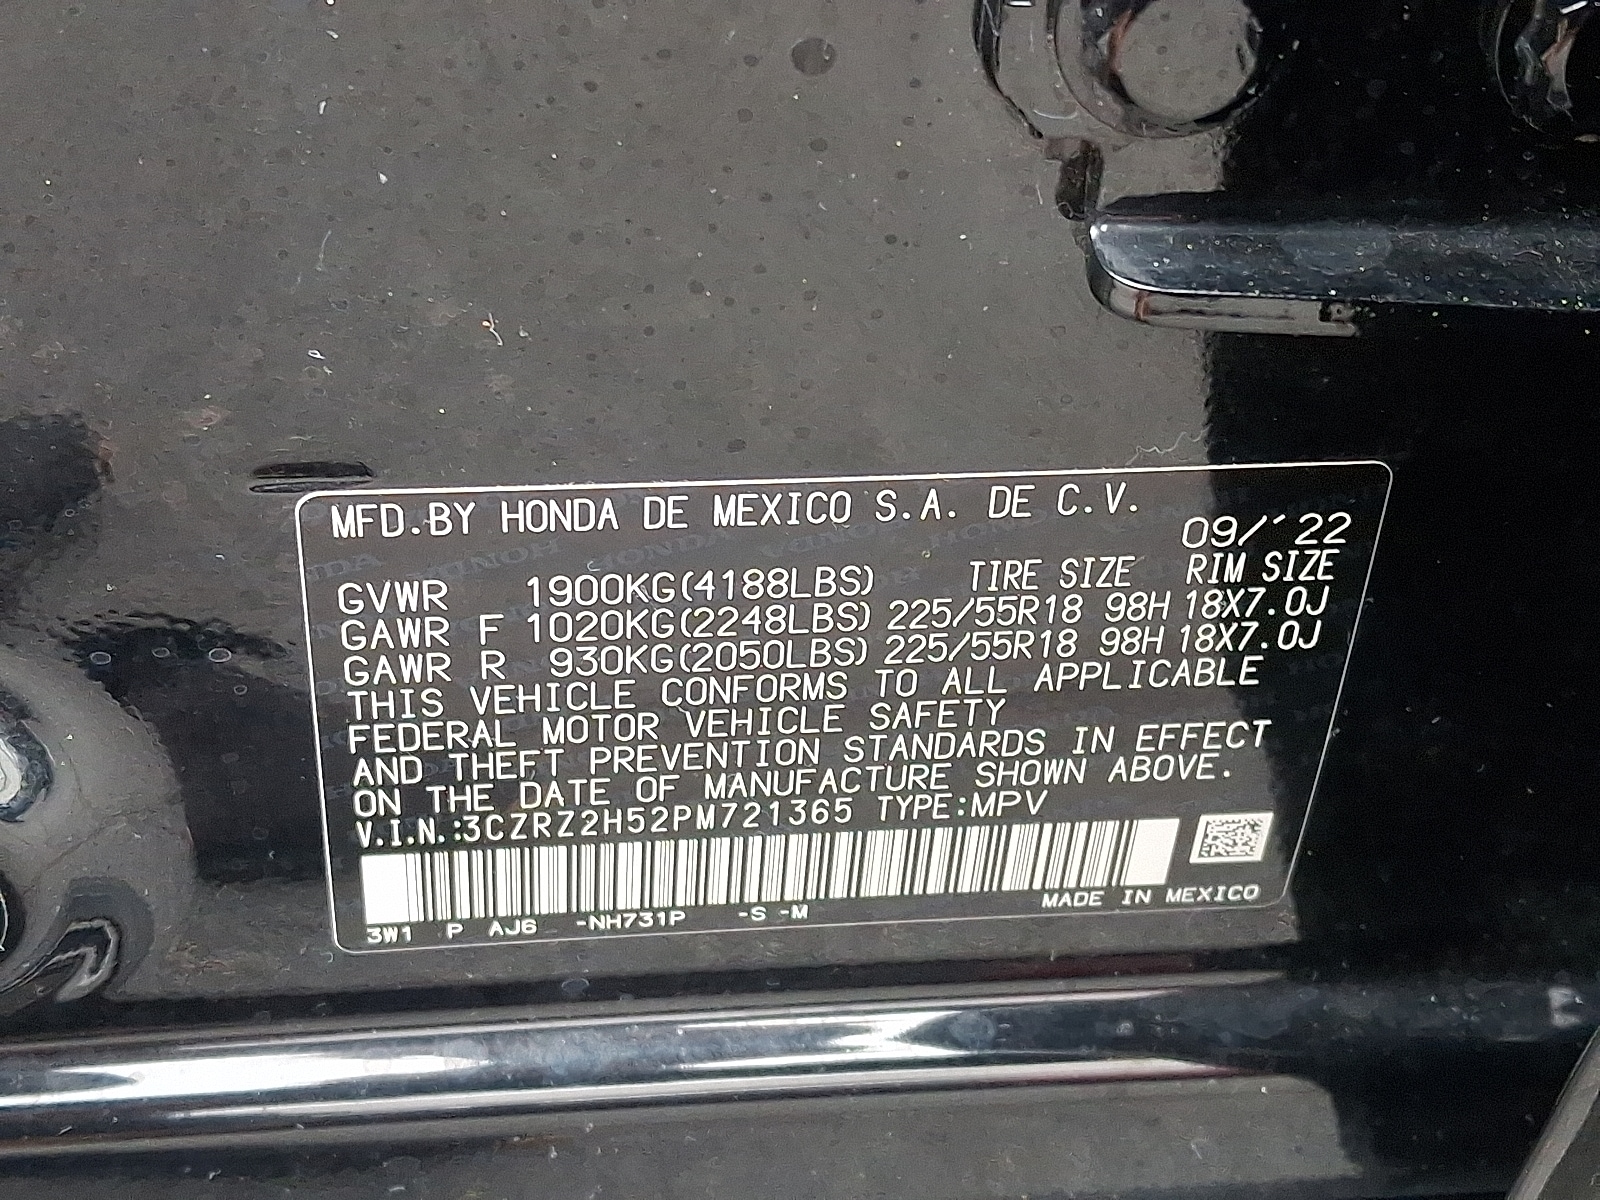 MFD.BY HONDA DE MEXICO S.A. DE C.V.
09/'22
GVWR 1900KG(4188LBS) TIRE SIZE RIM SIZE
GAWR F 1020KG(2248LBS) 225/55R18 98H 18X7.0J
GAWR R 930KG(2050LBS) 225/55R18 98H 18X7.0J
THIS VEHICLE CONFORMS TO ALL APPLICABLE
FEDERAL MOTOR VEHICLE SAFETY
AND THEFT PREVENTION STANDARDS IN EFFECT
ON THE DATE OF MANUFACTURE SHOWN ABOVE.
V.I.N.:3CZRZ2H52PM721365 TYPE:MPV
MADE IN MEXICO
3W1 P AJ6 -NH731P -S -M